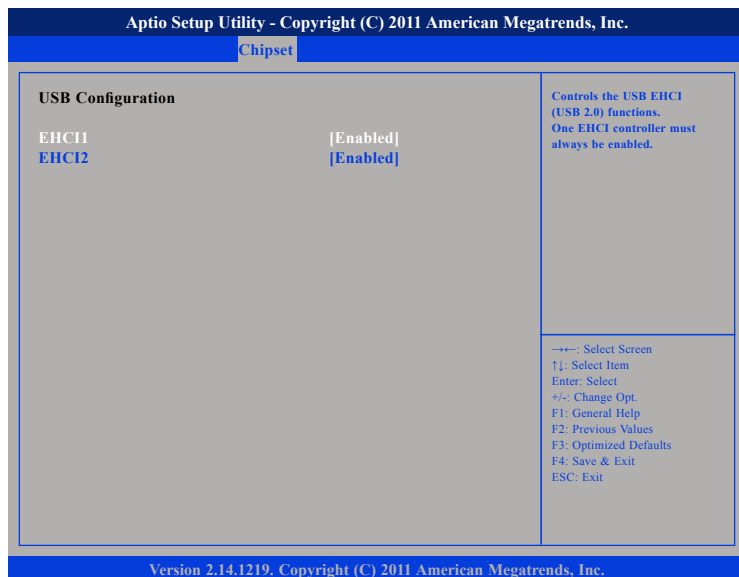 Aptio Setup Utility - Copyright (C) 2011 American Megatrends, Inc.
Chipset
USB Configuration
EHCI1 [Enabled]
EHCI2 [Enabled]
Controls the USB EHCI
(USB 2.0) functions.
One EHCI controller must
always be enabled.
→←: Select Screen
↑↓: Select Item
Enter: Select
+/-: Change Opt.
F1: General Help
F2: Previous Values
F3: Optimized Defaults
F4: Save & Exit
ESC: Exit
Version 2.14.1219. Copyright (C) 2011 American Megatrends, Inc.